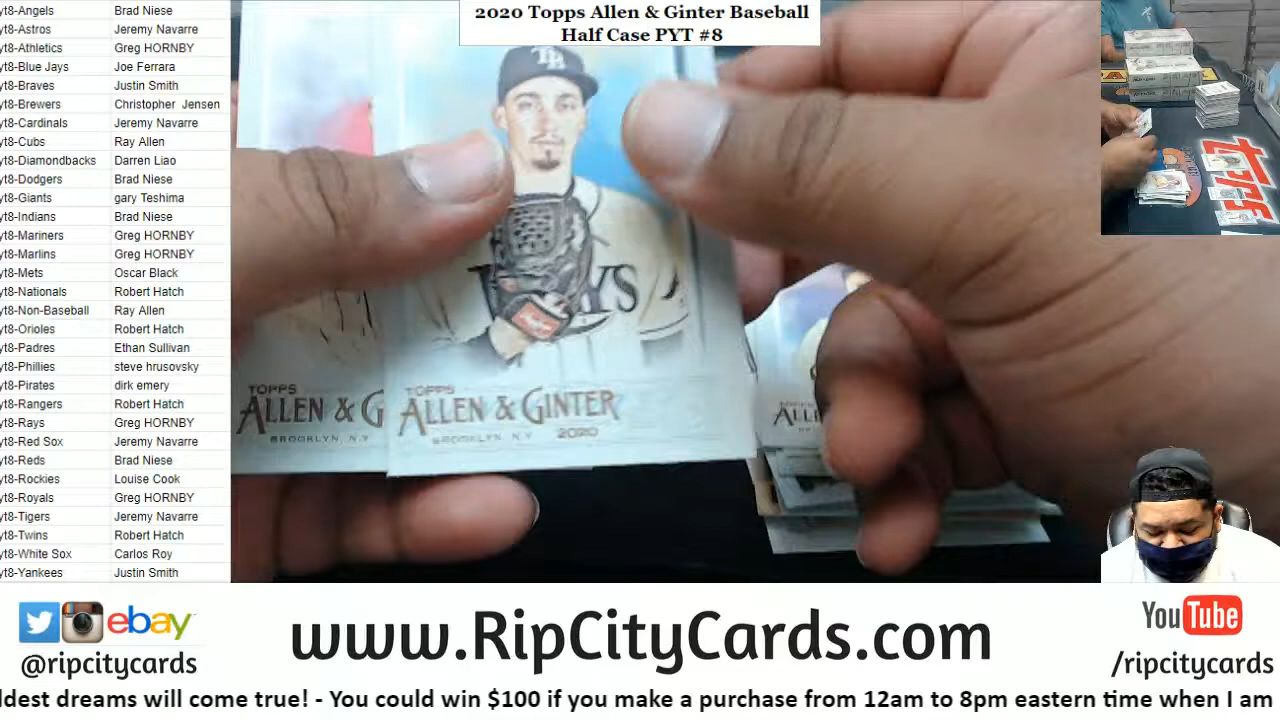 2020 Topps Allen & Ginter Baseball
Half Case PYT #8
yt8-Angels Brad Niese
yt8-Astros Jeremy Navarre
yt8-Athletics Greg HORNBY
yt8-Blue Jays Joe Ferrara
yt8-Braves Justin Smith
yt8-Brewers Christopher Jensen
yt8-Cardinals Jeremy Navarre
yt8-Cubs Ray Allen
yt8-Diamondbacks Darren Liao
yt8-Dodgers Brad Niese
yt8-Giants gary Teshima
yt8-Indians Brad Niese
yt8-Mariners Greg HORNBY
yt8-Marlins Greg HORNBY
yt8-Mets Oscar Black
yt8-Nationals Robert Hatch
yt8-Non-Baseball Ray Allen
yt8-Orioles Robert Hatch
yt8-Padres Ethan Sullivan
yt8-Phillies steve hrusovsky
yt8-Pirates dirk emery
yt8-Rangers Robert Hatch
yt8-Rays Greg HORNBY
yt8-Red Sox Jeremy Navarre
yt8-Reds Brad Niese
yt8-Rockies Louise Cook
yt8-Royals Greg HORNBY
yt8-Tigers Jeremy Navarre
yt8-Twins Robert Hatch
yt8-White Sox Carlos Roy
yt8-Yankees Justin Smith
TB
YS
TOPPS
ALLEN & G
BROOKLYN, N.Y
TOPPS
ALLEN & GINTER
BROOKLYN, N.Y 2020
ALLI
Topps
ebay
@ripcitycards
www.RipCityCards.com
YouTube
/ripcitycards
ldest dreams will come true! - You could win $100 if you make a purchase from 12am to 8pm eastern time when I am